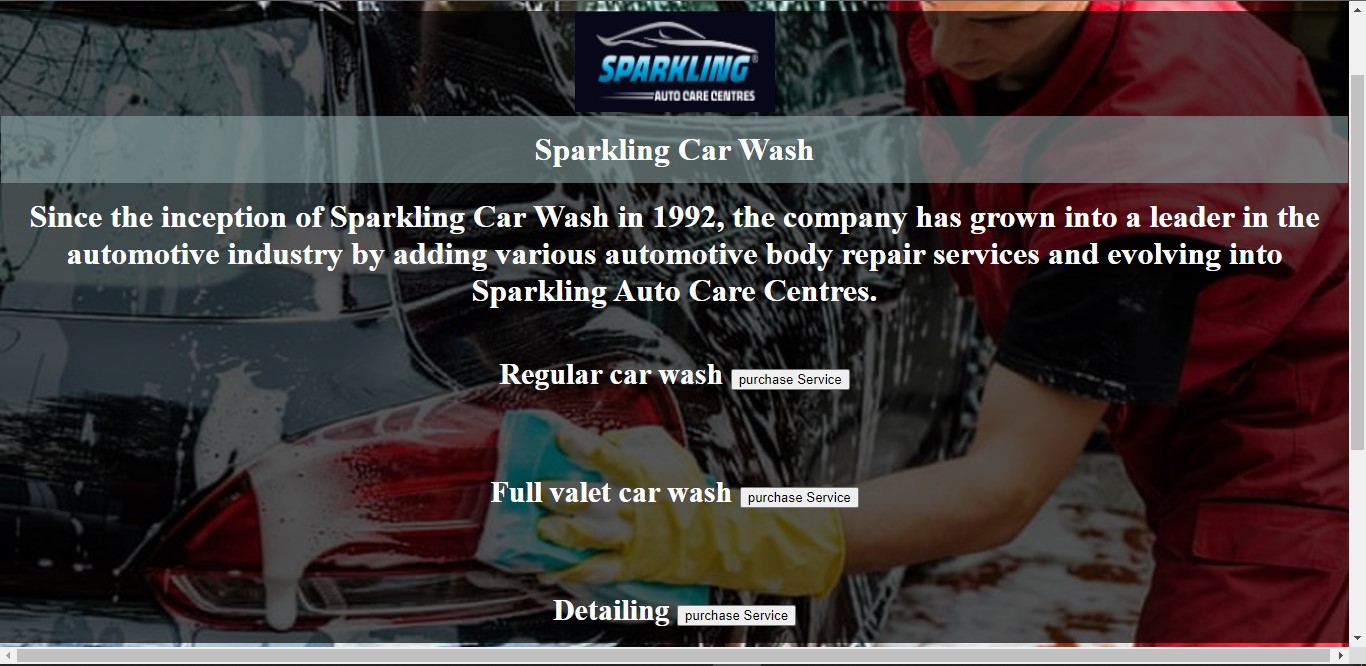 SPARKLING®
AUTO CARE CENTRES
Sparkling Car Wash
Since the inception of Sparkling Car Wash in 1992, the company has grown into a leader in the
automotive industry by adding various automotive body repair services and evolving into
Sparkling Auto Care Centres.
Regular car wash purchase Service
Full valet car wash purchase Service
Detailing purchase Service